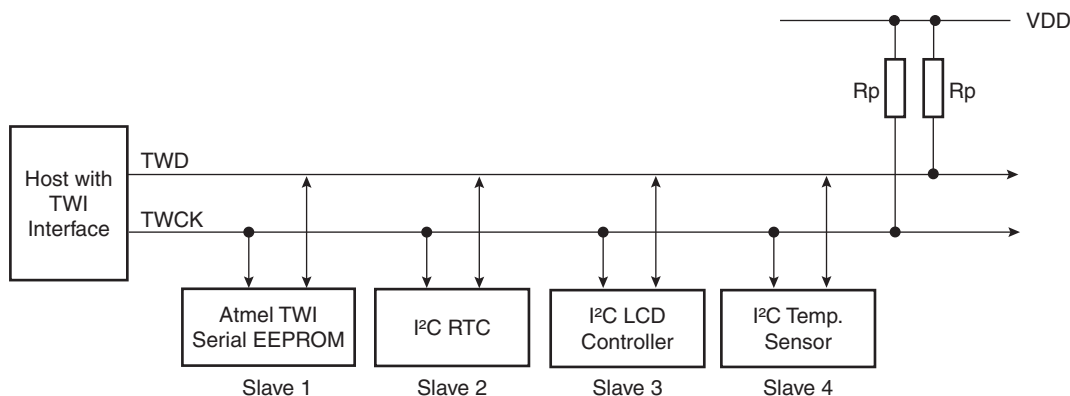 VDD
Rp
Rp
Host with
TWI
Interface
TWD
TWCK
Atmel TWI
Serial EEPROM
I²C RTC
I²C LCD
Controller
I²C Temp.
Sensor
Slave 1
Slave 2
Slave 3
Slave 4